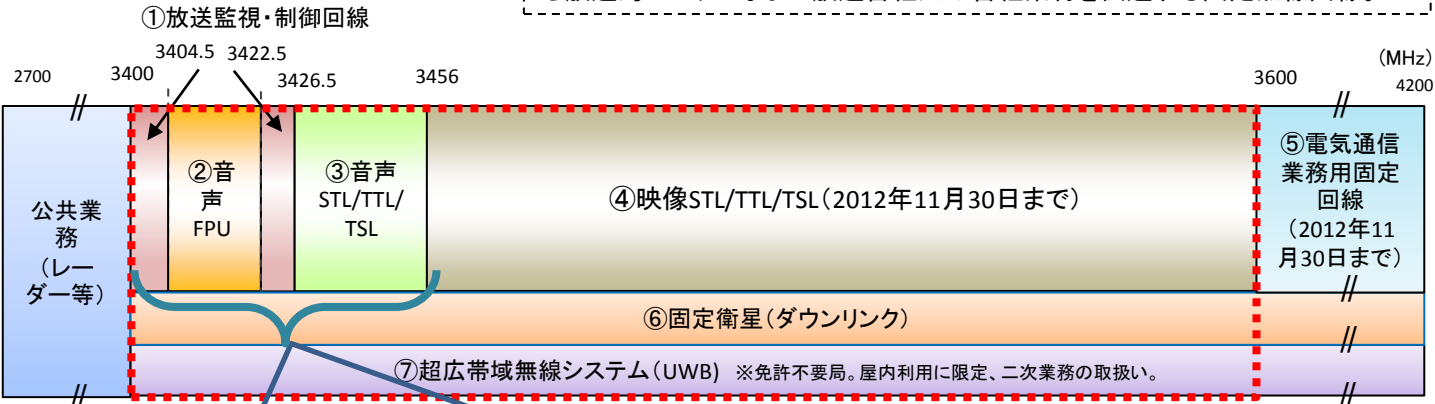 ①放送監視・制御回線
(MHz)
2700
3400
3404.5
3422.5
3426.5
3456
3600
4200
公共業
務
(レー
ダー等)
②音
声
FPU
③音声
STL/TTL/
TSL
④映像STL/TTL/TSL(2012年11月30日まで)
⑤電気通信
業務用固定
回線
(2012年11
月30日まで)
⑥固定衛星(ダウンリンク)
⑦超広帯域無線システム(UWB) ※免許不要局。屋内利用に限定、二次業務の取扱い。